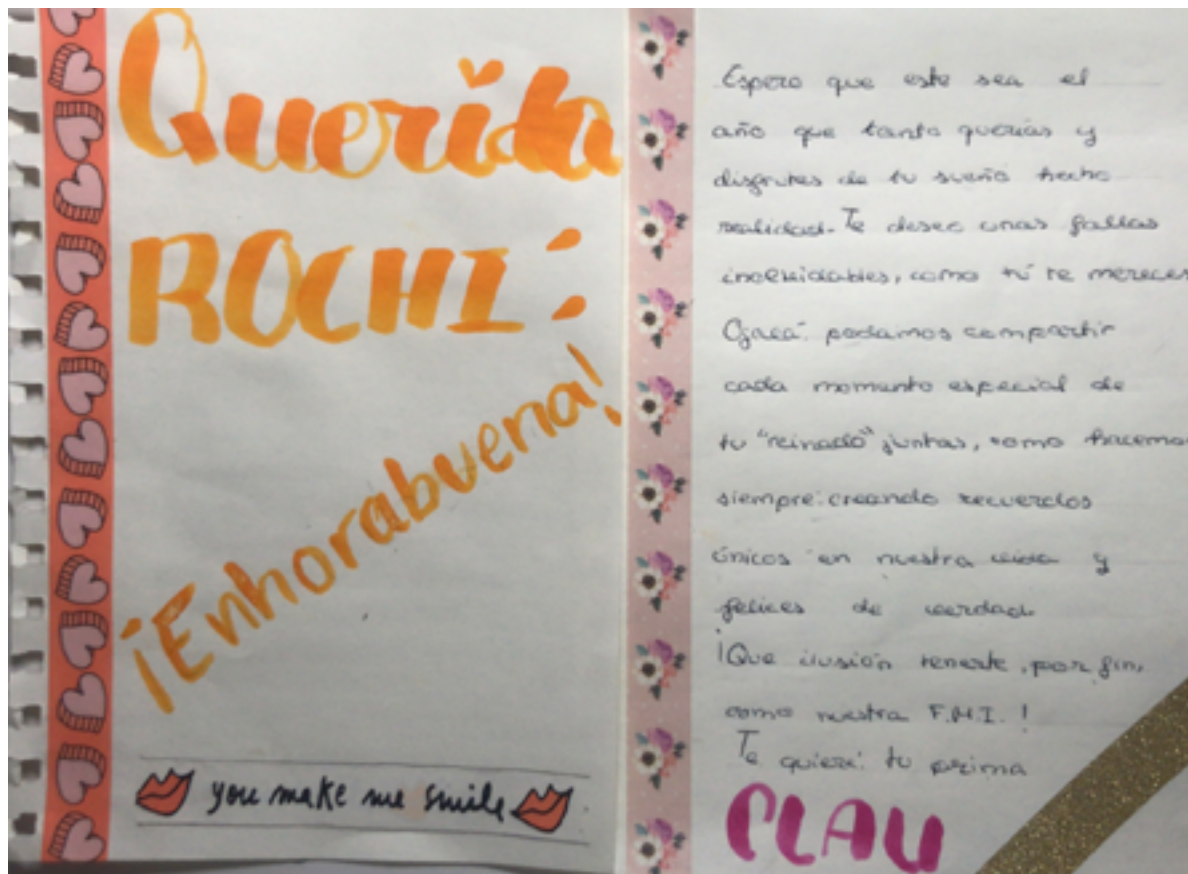 Querida
ROCHI:
¡Enhorabuena!
you make me smile
Espero que este sea el
año que tanto querías y
disfrutes de tu sueño hecho
realidad. Te deseo unas fallas
inolvidables, como tú te mereces
Ojalá podamos compartir
cada momento especial de
tu "reinado" juntas, como hacemos
siempre: creando recuerdos
únicos en nuestra vida y
felices de verdad
¡Que ilusión tenerte, por fin,
como nuestra F.M.I.!
Te quiere: tu prima
CLAU